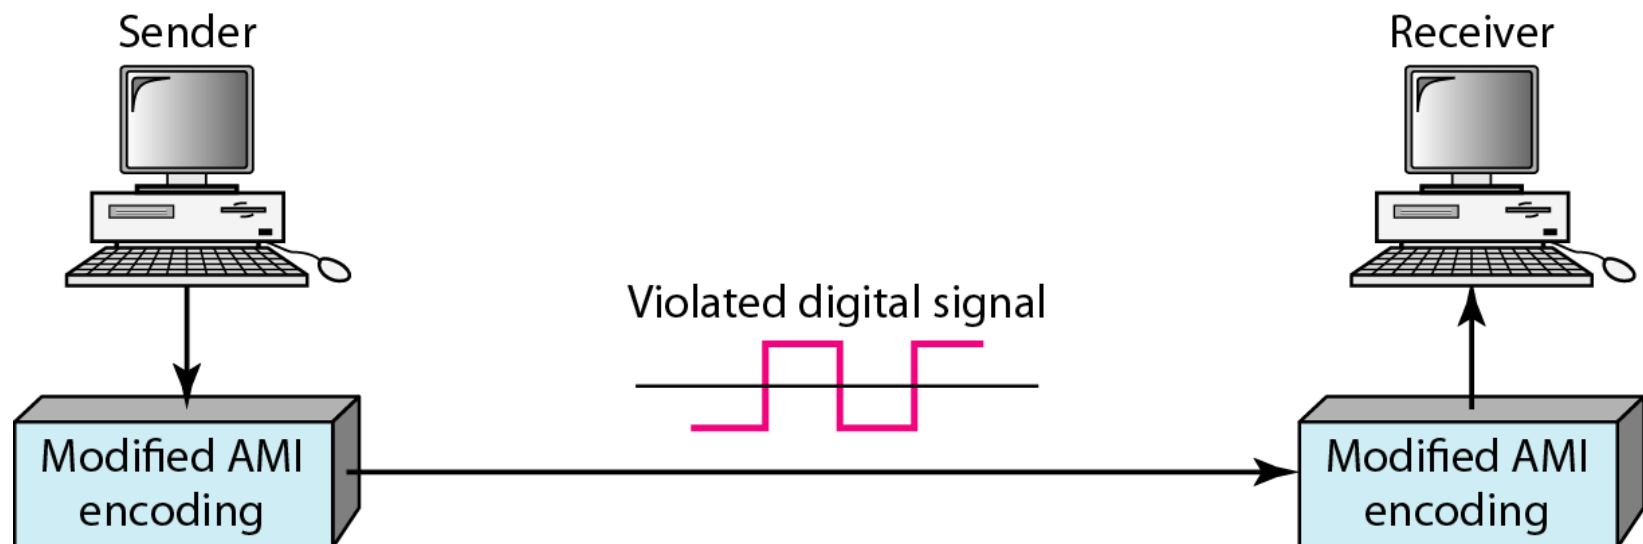 Sender
Receiver
Violated digital signal
Modified AMI
encoding
Modified AMI
encoding